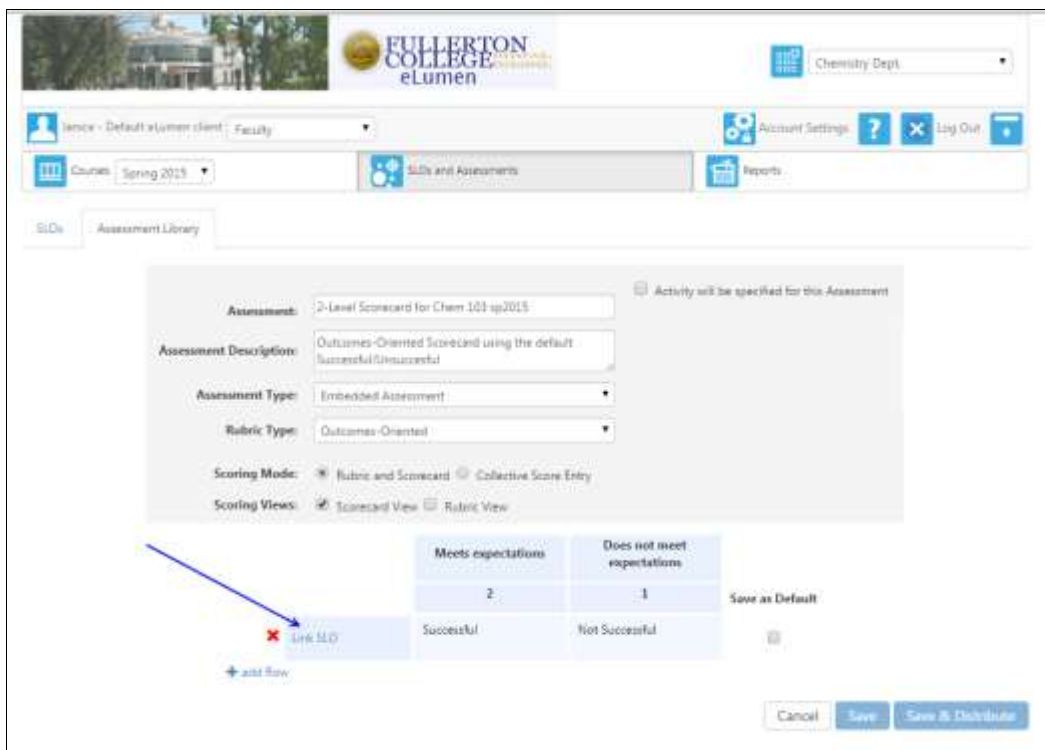 FULLERTON
COLLEGE
eLumen
Chemistry Dept.
- Default eLumen client Faculty
Account Settings ? Log Out
Courses Spring 2015 SLOs and Assessments Reports
SLOs Assessment Library
Activity will be specified for this Assessment
Assessment: 2-Level Scorecard for Chem 103 sp2015
Assessment Description: Outcomes-Oriented Scorecard using the default
Successful/Unsuccesful
Assessment Type: Embedded Assessment
Rubric Type: Outcomes-Oriented
Scoring Mode: Rubric and Scorecard Collective Score Entry
Scoring Views: Scorecard View Rubric View
Meets expectations Does not meet
expectations
2 1 Save as Default
Link SLO Successful Not Successful
add Row
Cancel Save Save & Distribute